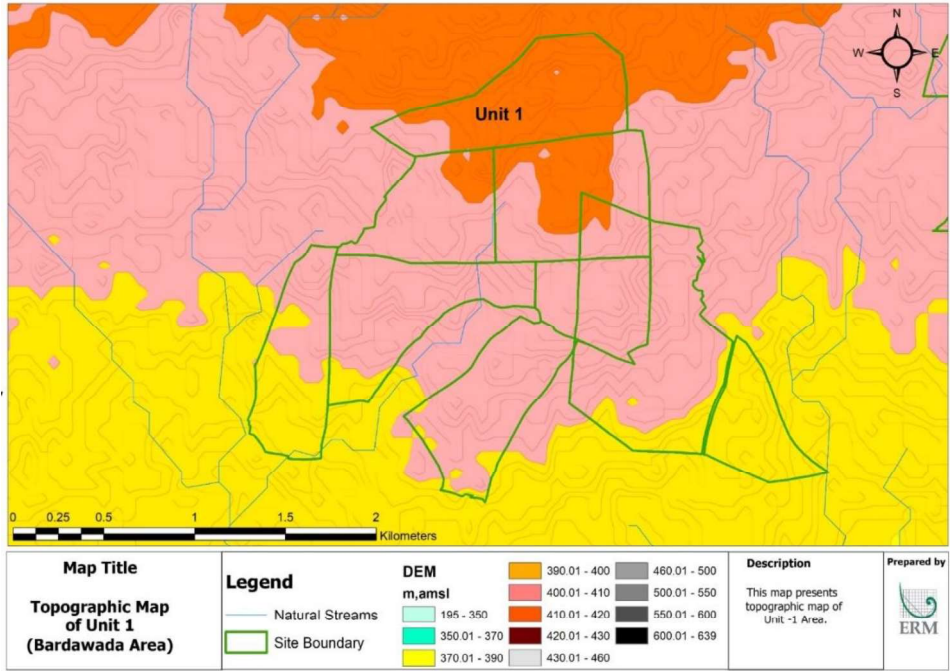 N
W E
S
Unit 1
0 0.25 0.5 1 1.5 2
Kilometers
Map Title
Topographic Map
of Unit 1
(Bardawada Area)
Legend
Natural Streams
Site Boundary
DEM
m,amsl
195 - 350
350.01 - 370
370.01 - 390
390.01 - 400
400.01 - 410
410.01 - 420
420.01 - 430
430.01 - 460
460.01 - 500
500.01 - 550
550.01 - 600
600.01 - 639
Description
This map presents
topographic map of
Unit -1 Area.
Prepared by
ERM